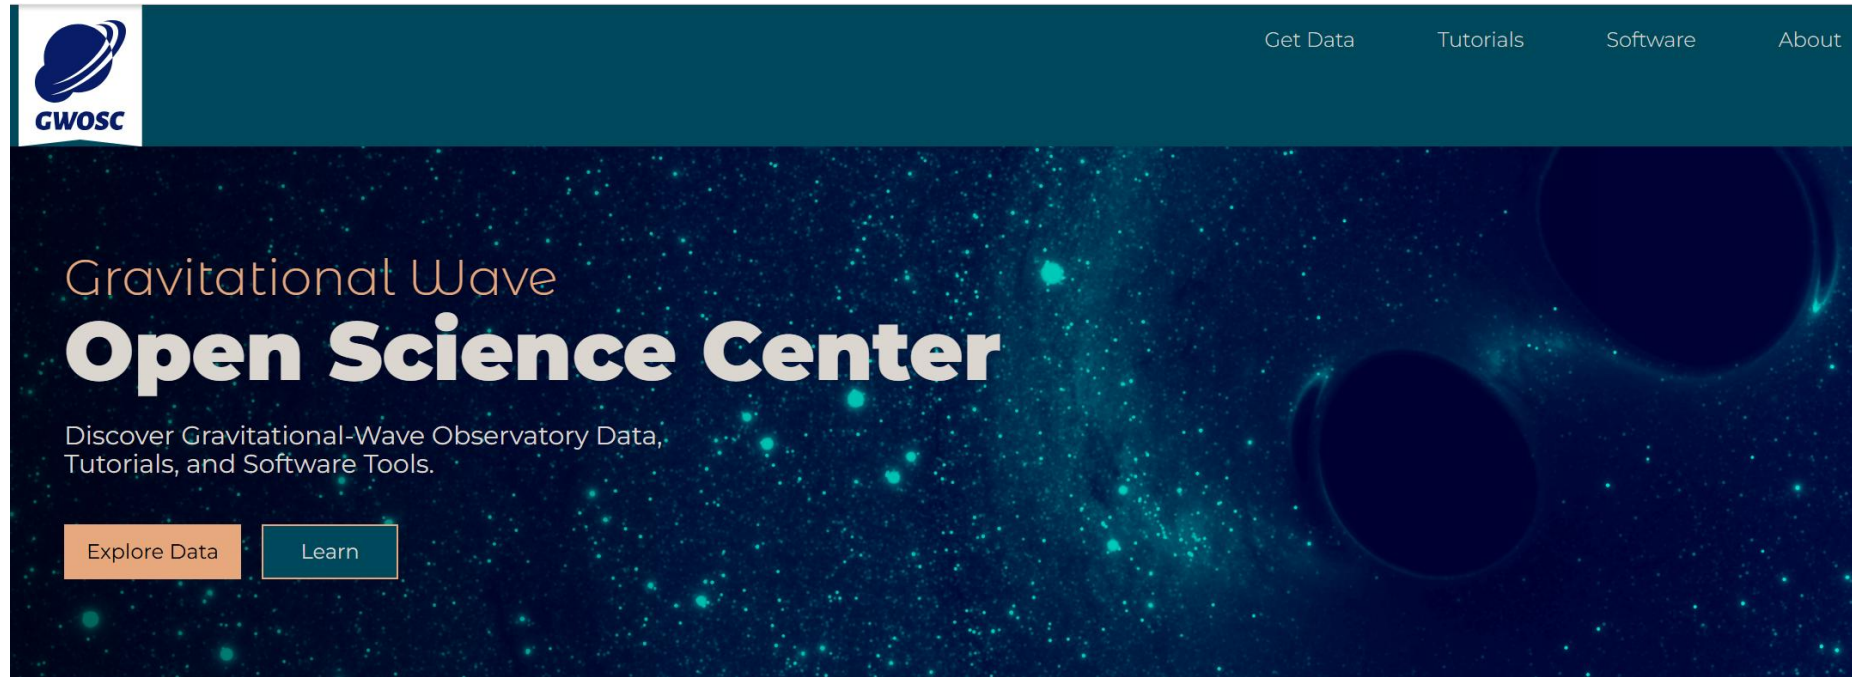 GWOSC
Get Data
Tutorials
Software
About
Gravitational Wave
Open Science Center
Discover Gravitational-Wave Observatory Data,
Tutorials, and Software Tools.
Explore Data
Learn